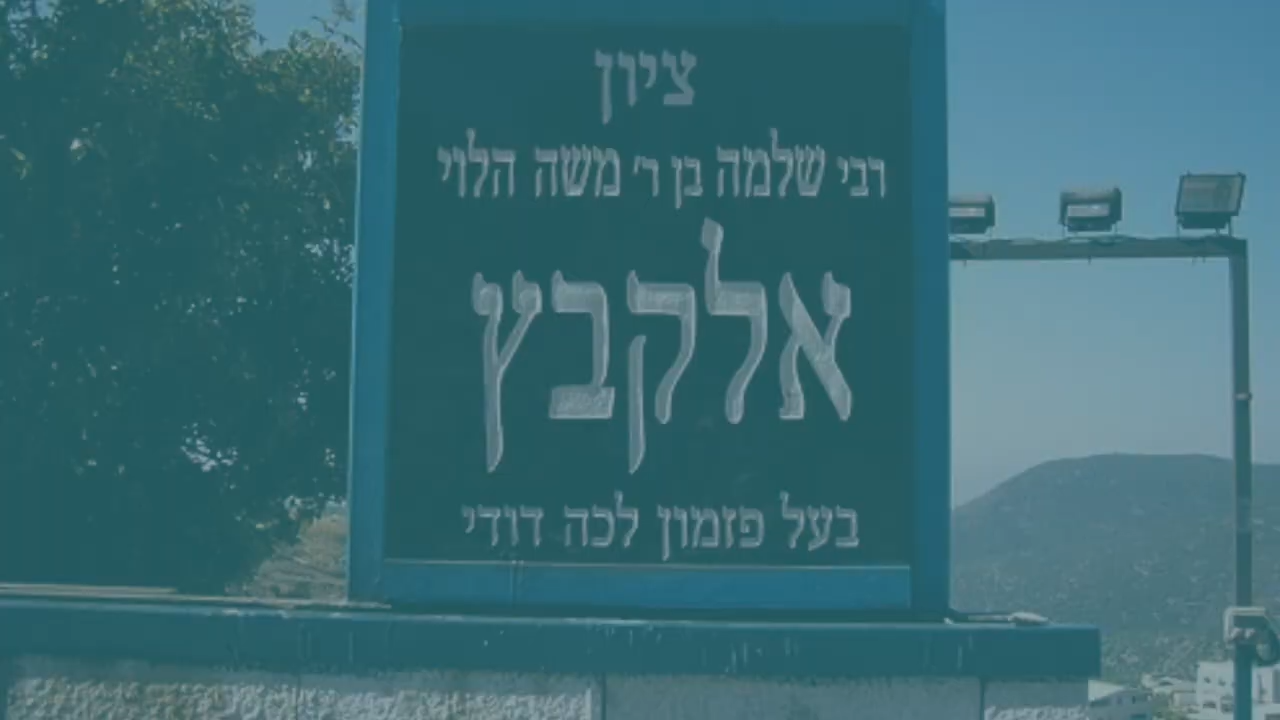 ציון
רבי שלמה בן ר׳ משה הלוי
אלקבץ
בעל פזמון לכה דודי